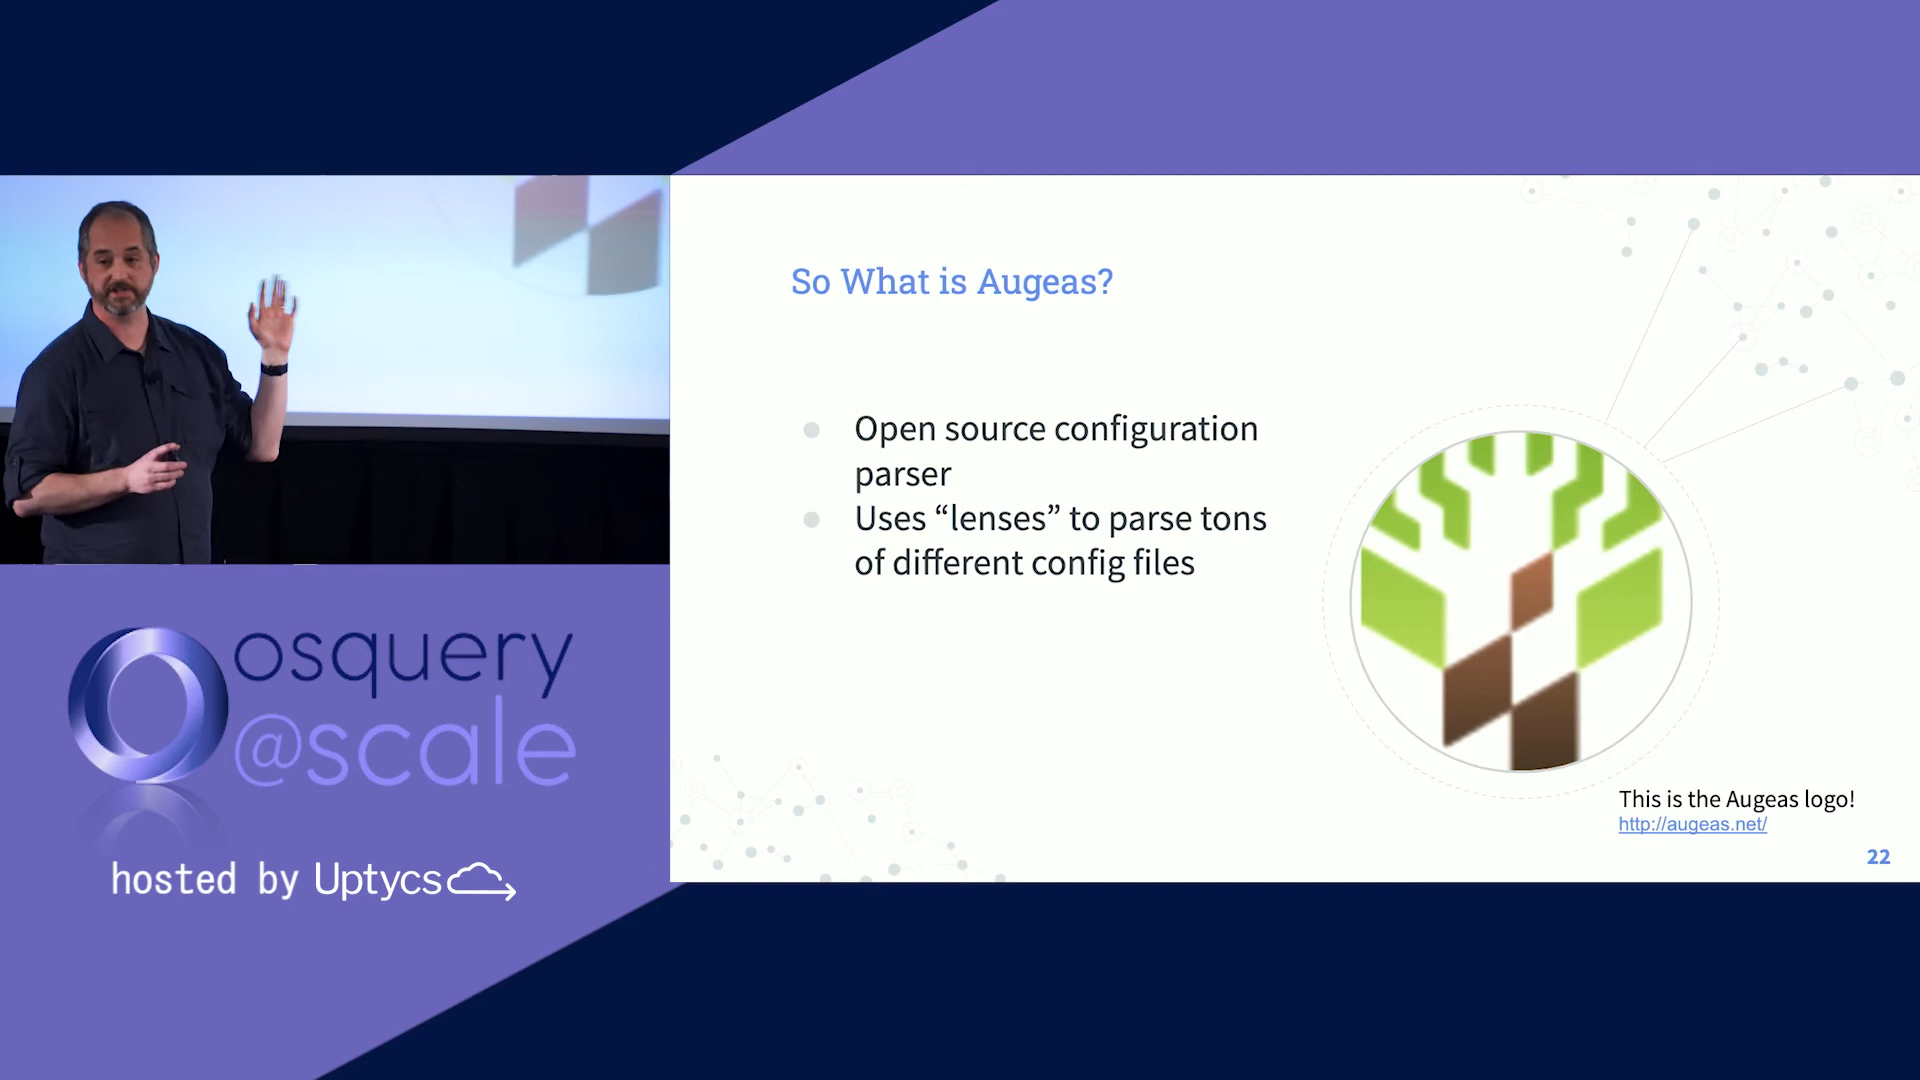 So What is Augeas?
Open source configuration
parser
Uses “lenses” to parse tons
of different config files
This is the Augeas logo!
http://augeas.net/
22
osquery
@scale
hosted by Uptycs